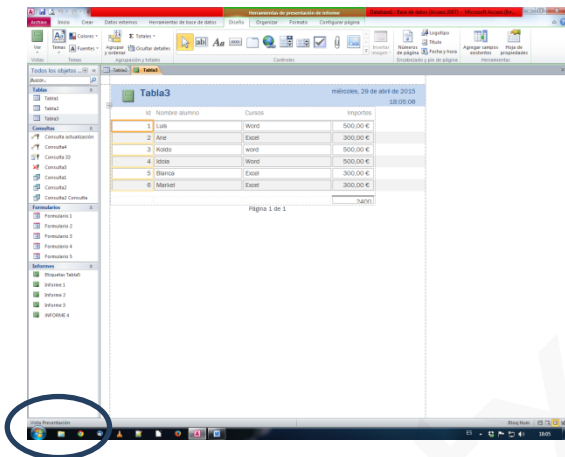 Herramientas de presentación de informe
Archivo Inicio Crear Datos externos Herramientas de base de datos Diseño Organizar Formato Configurar página
Ver Temas Colores Fuentes Agrupar y ordenar Totales Ocultar detalles Insertar imagen Números de página Logotipo Título Fecha y hora Agregar campos existentes Hoja de propiedades
Vistas Temas Agrupación y totales Controles Encabezado y pie de página Herramientas
Todos los objetos ...
Buscar...
Tablas
Tabla1
Tabla2
Tabla3
Consultas
Consulta actualización
Consulta4
Consulta 10
Consulta3
Consulta1
Consulta2
Consulta2 Consulta
Formularios
Formulario 1
Formulario 2
Formulario 3
Formulario 4
Formulario 5
Informes
Etiquetas Tabla5
Informe 1
Informe 2
Informe 3
INFORME 4
Tabla2 Tabla3
Tabla3
miércoles, 29 de abril de 2015
18:05:08
Id Nombre alumno Cursos Importes
1 Luis Word 500,00 €
2 Ane Excel 300,00 €
3 Koldo word 500,00 €
4 Idoia Word 500,00 €
5 Blanca Excel 300,00 €
6 Markel Excel 300,00 €
2400
Página 1 de 1
Vista Presentación
Bloq Num
ES
18:05